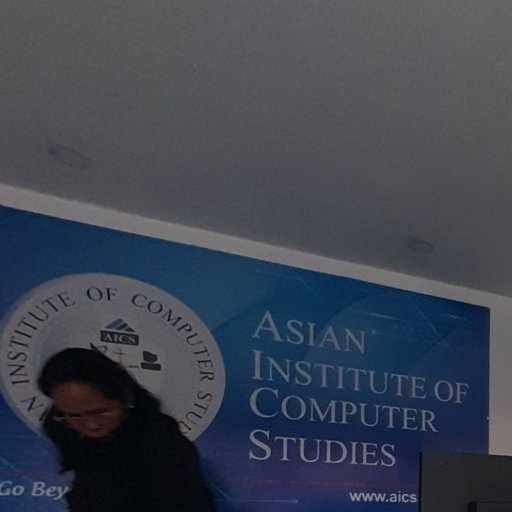 INSTITUTE OF COMPUTER
AICS
ASIAN
INSTITUTE OF
COMPUTER
STUDIES
Go Bey
www.aics